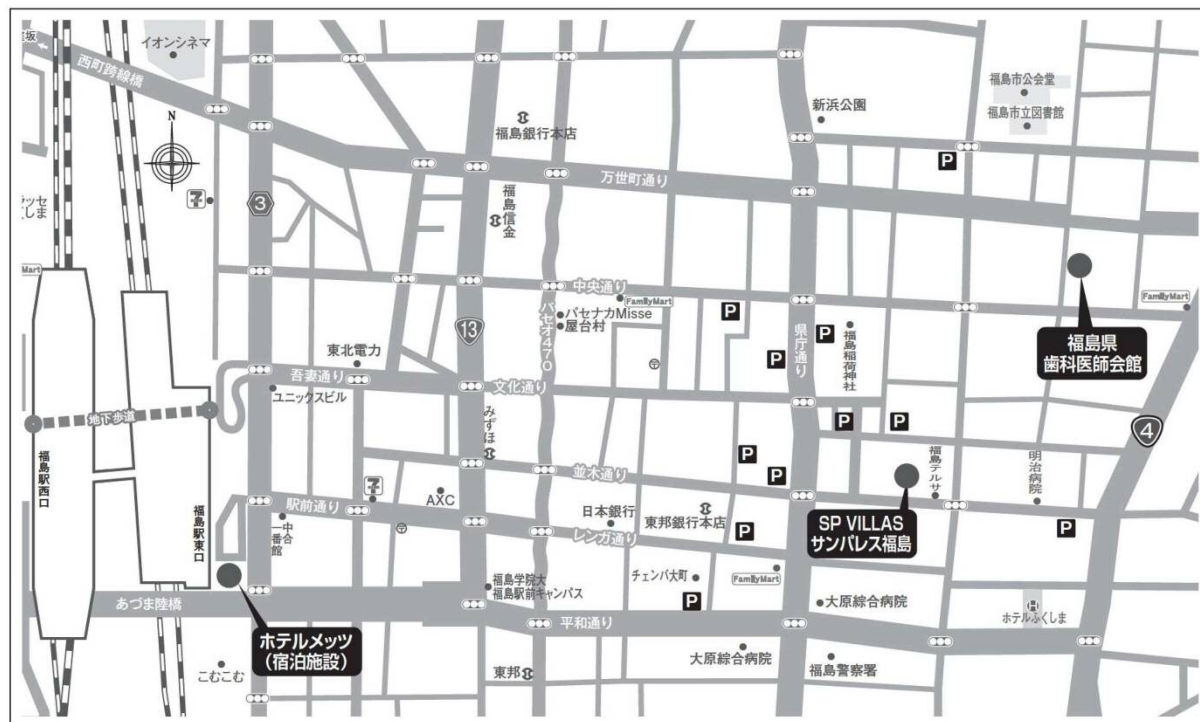 イオンシネマ
西町跨線橋
N
3
福島銀行本店
福島信金
万世町通り
新浜公園
P
福島市公会堂
福島市立図書館
中央通り
FamilyMart
パセナカMisse
屋台村
パセオ470
13
東北電力
吾妻通り
ユニックスビル
文化通り
県庁通り
P
P
P
福島稲荷神社
福島県
歯科医師会館
FamilyMart
4
地下歩道
福島駅西口
福島駅東口
みずほ
並木通り
P
P
P
P
福島テルサ
明治病院
SP VILLAS
サンパレス福島
P
駅前通り
AXC
一番館
中合
日本銀行
東邦銀行本店
P
レンガ通り
福島学院大
福島駅前キャンパス
チェンバ大町
P
FamilyMart
大原綜合病院
ホテルふくしま
あづま陸橋
ホテルメッツ
(宿泊施設)
平和通り
こむこむ
東邦
大原綜合病院
福島警察署